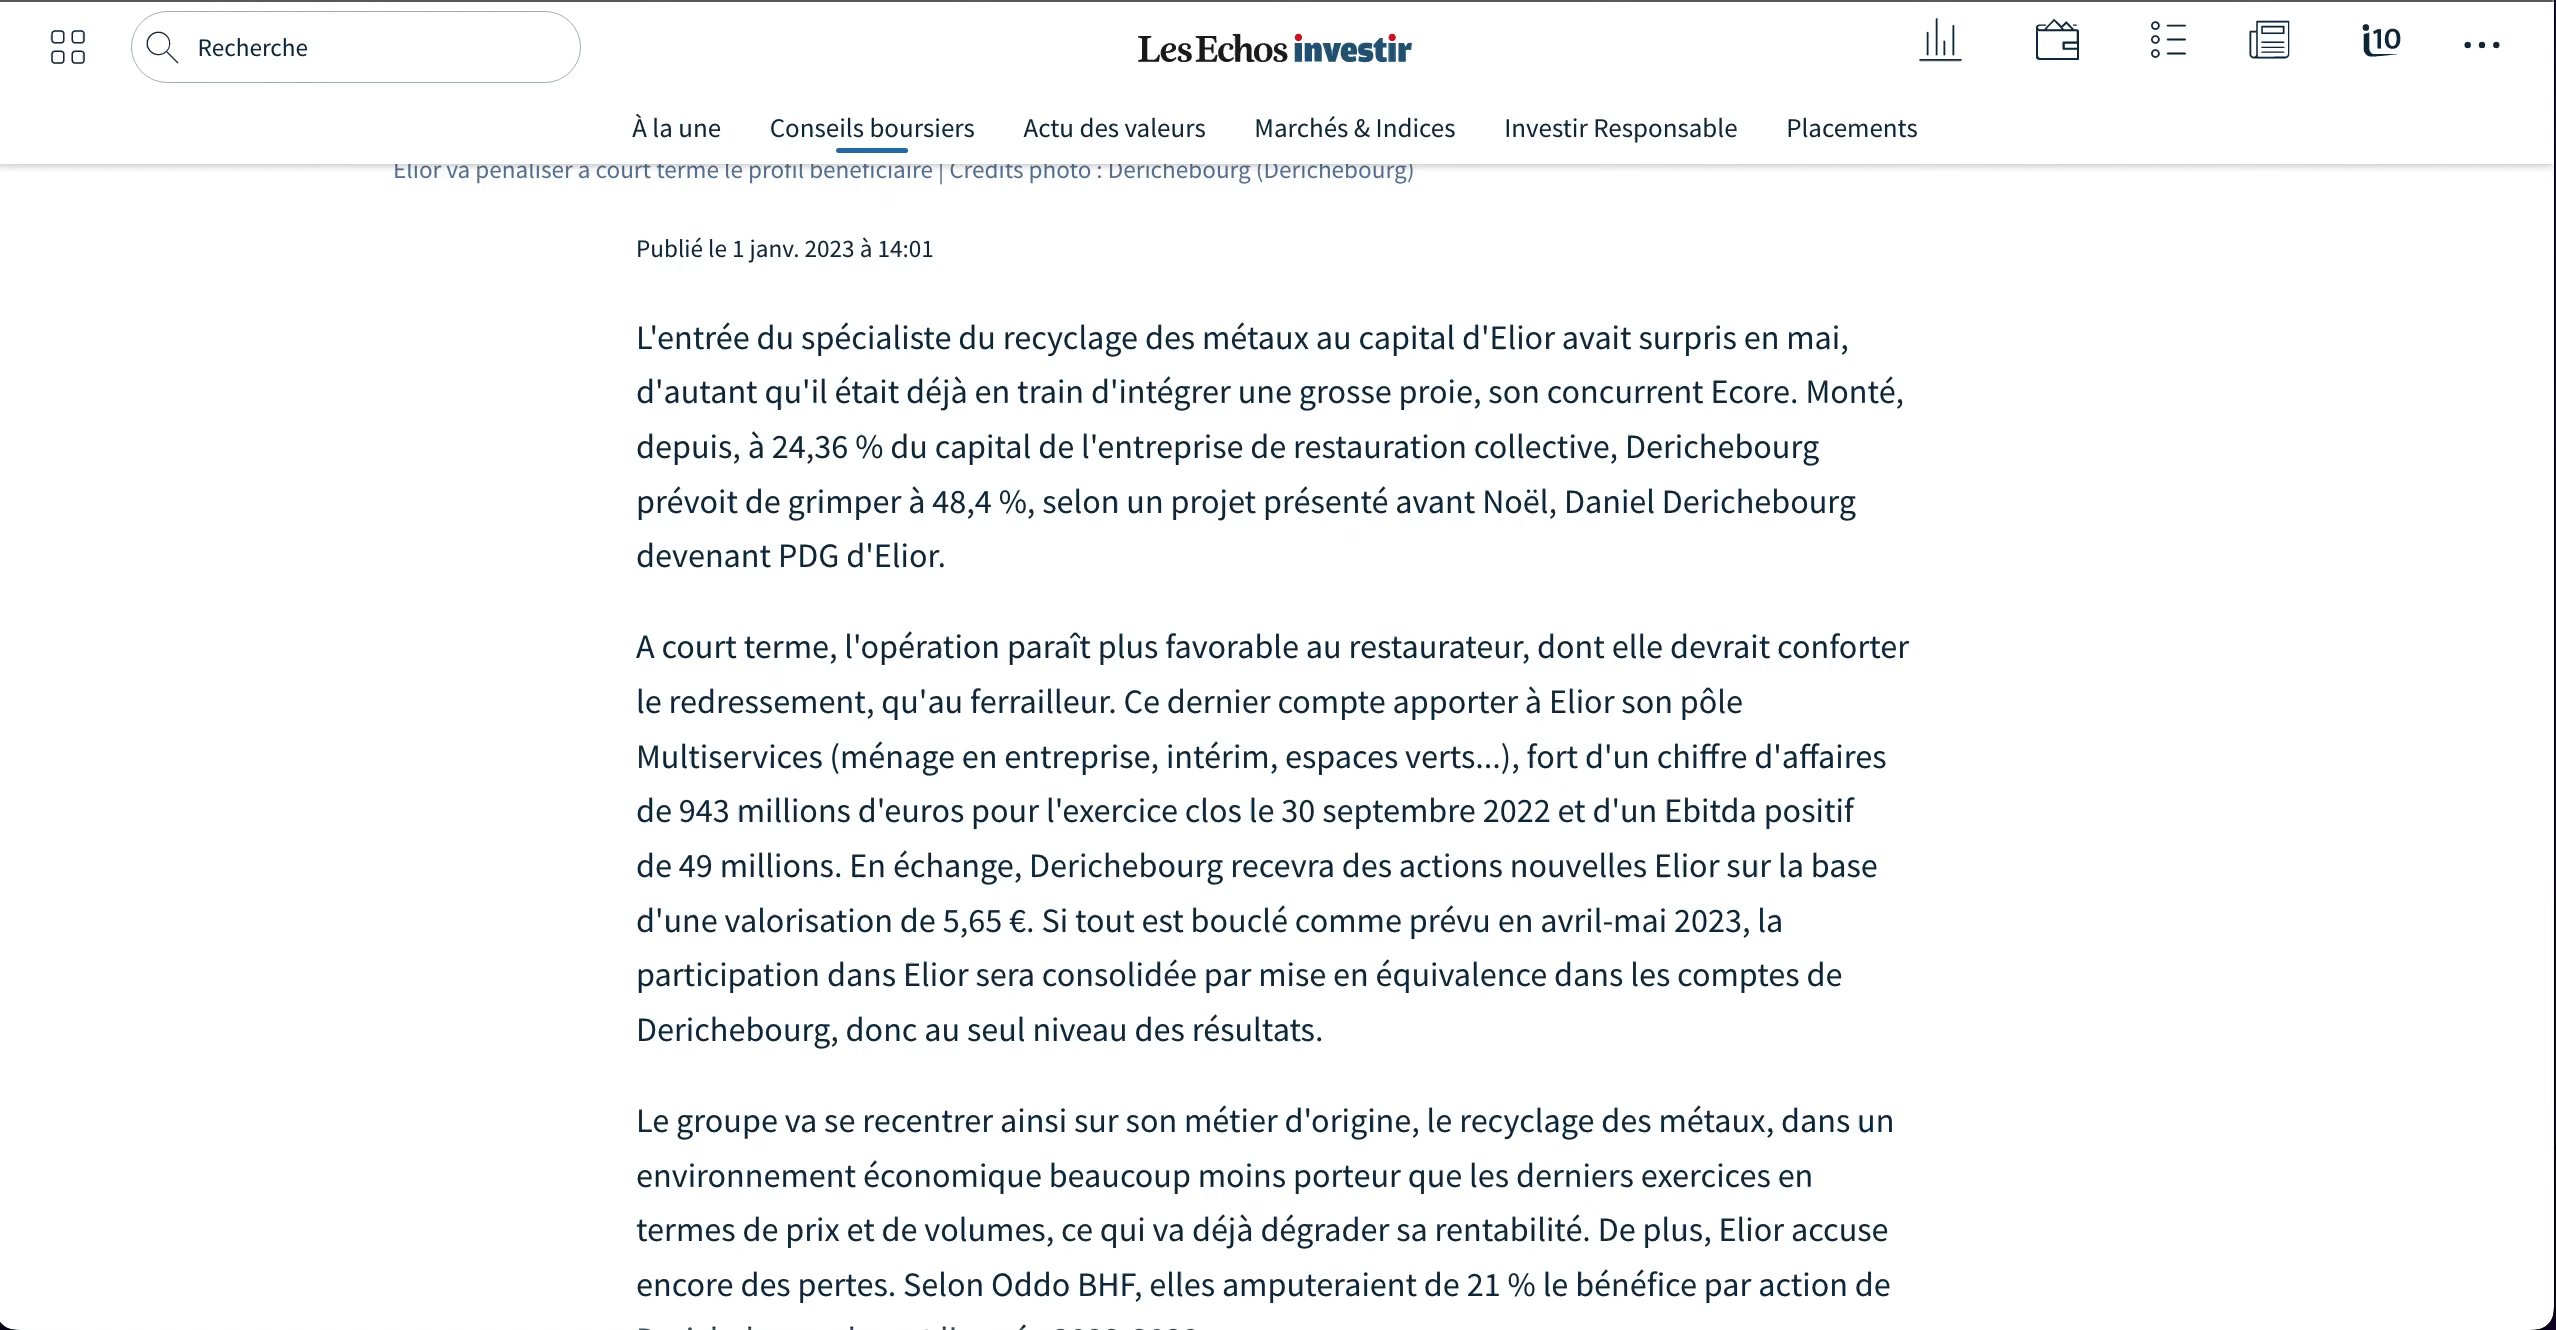 Recherche
Les Echos investir
i10
À la une
Conseils boursiers
Actu des valeurs
Marchés & Indices
Investir Responsable
Placements
Elior va pénaliser à court terme le profil bénéficiaire | Crédits photo : Derichebourg (Derichebourg)
Publié le 1 janv. 2023 à 14:01
L'entrée du spécialiste du recyclage des métaux au capital d'Elior avait surpris en mai,
d'autant qu'il était déjà en train d'intégrer une grosse proie, son concurrent Ecore. Monté,
depuis, à 24,36 % du capital de l'entreprise de restauration collective, Derichebourg
prévoit de grimper à 48,4 %, selon un projet présenté avant Noël, Daniel Derichebourg
devenant PDG d'Elior.
A court terme, l'opération paraît plus favorable au restaurateur, dont elle devrait conforter
le redressement, qu'au ferrailleur. Ce dernier compte apporter à Elior son pôle
Multiservices (ménage en entreprise, intérim, espaces verts...), fort d'un chiffre d'affaires
de 943 millions d'euros pour l'exercice clos le 30 septembre 2022 et d'un Ebitda positif
de 49 millions. En échange, Derichebourg recevra des actions nouvelles Elior sur la base
d'une valorisation de 5,65 €. Si tout est bouclé comme prévu en avril-mai 2023, la
participation dans Elior sera consolidée par mise en équivalence dans les comptes de
Derichebourg, donc au seul niveau des résultats.
Le groupe va se recentrer ainsi sur son métier d'origine, le recyclage des métaux, dans un
environnement économique beaucoup moins porteur que les derniers exercices en
termes de prix et de volumes, ce qui va déjà dégrader sa rentabilité. De plus, Elior accuse
encore des pertes. Selon Oddo BHF, elles amputeraient de 21 % le bénéfice par action de